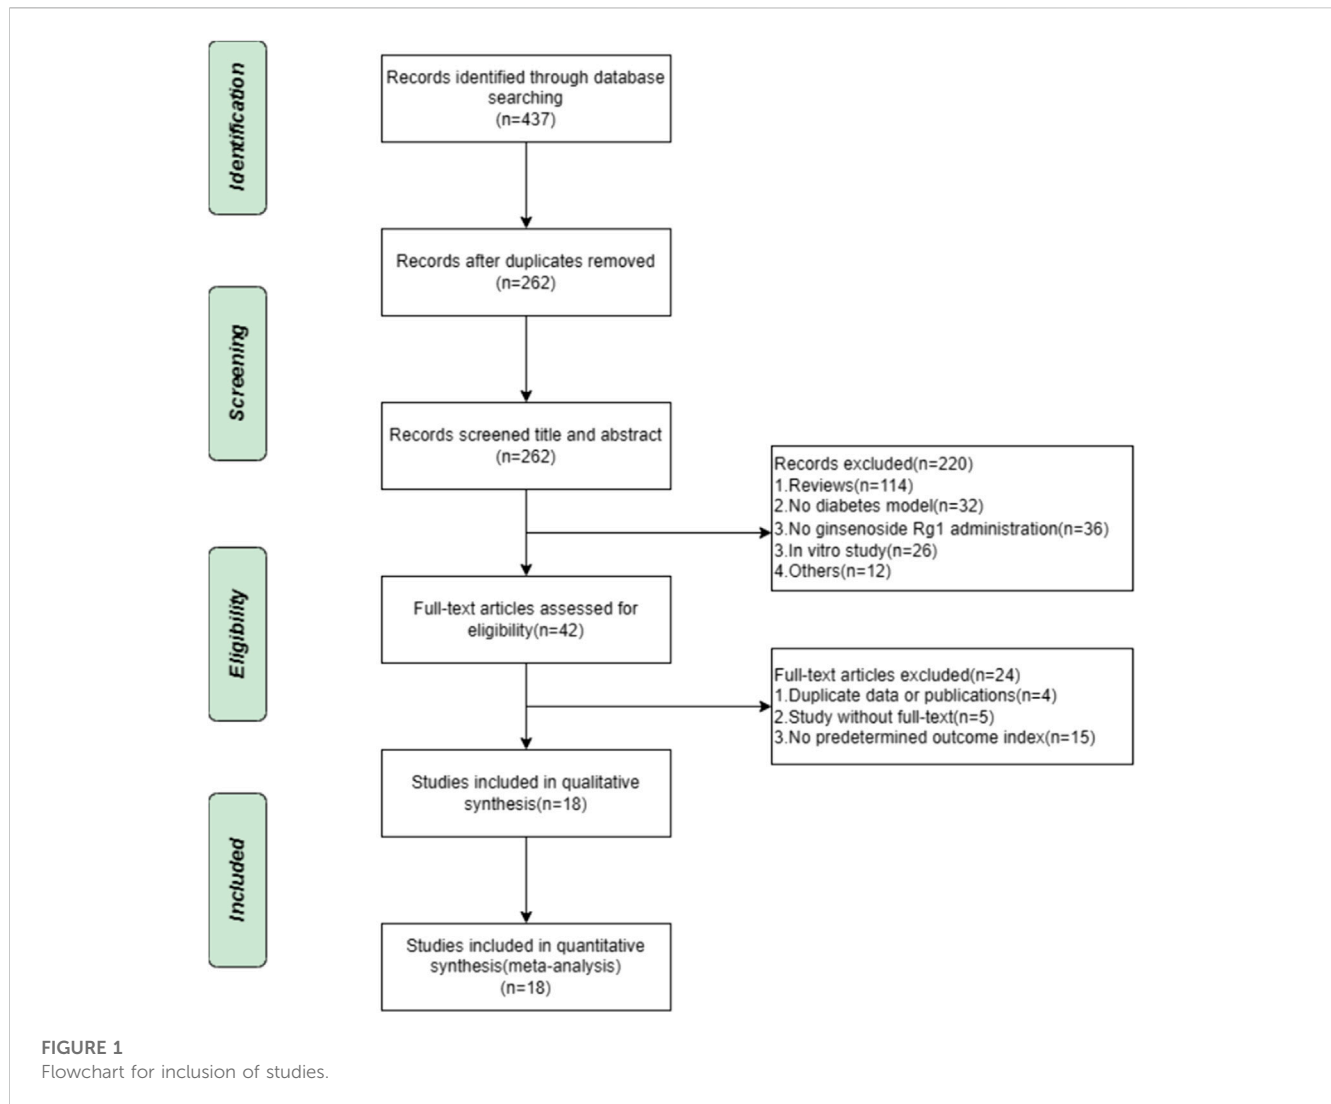 Identification
Records identified through database
searching
(n=437)
Records after duplicates removed
(n=262)
Screening
Records screened title and abstract
(n=262)
Records excluded(n=220)
1.Reviews(n=114)
2.No diabetes model(n=32)
3.No ginsenoside Rg1 administration(n=36)
3.In vitro study(n=26)
4.Others(n=12)
Eligibility
Full-text articles assessed for
eligibility(n=42)
Full-text articles excluded(n=24)
1.Duplicate data or publications(n=4)
2.Study without full-text(n=5)
3.No predetermined outcome index(n=15)
Studies included in qualitative
synthesis(n=18)
Included
Studies included in quantitative
synthesis(meta-analysis)
(n=18)
FIGURE 1
Flowchart for inclusion of studies.